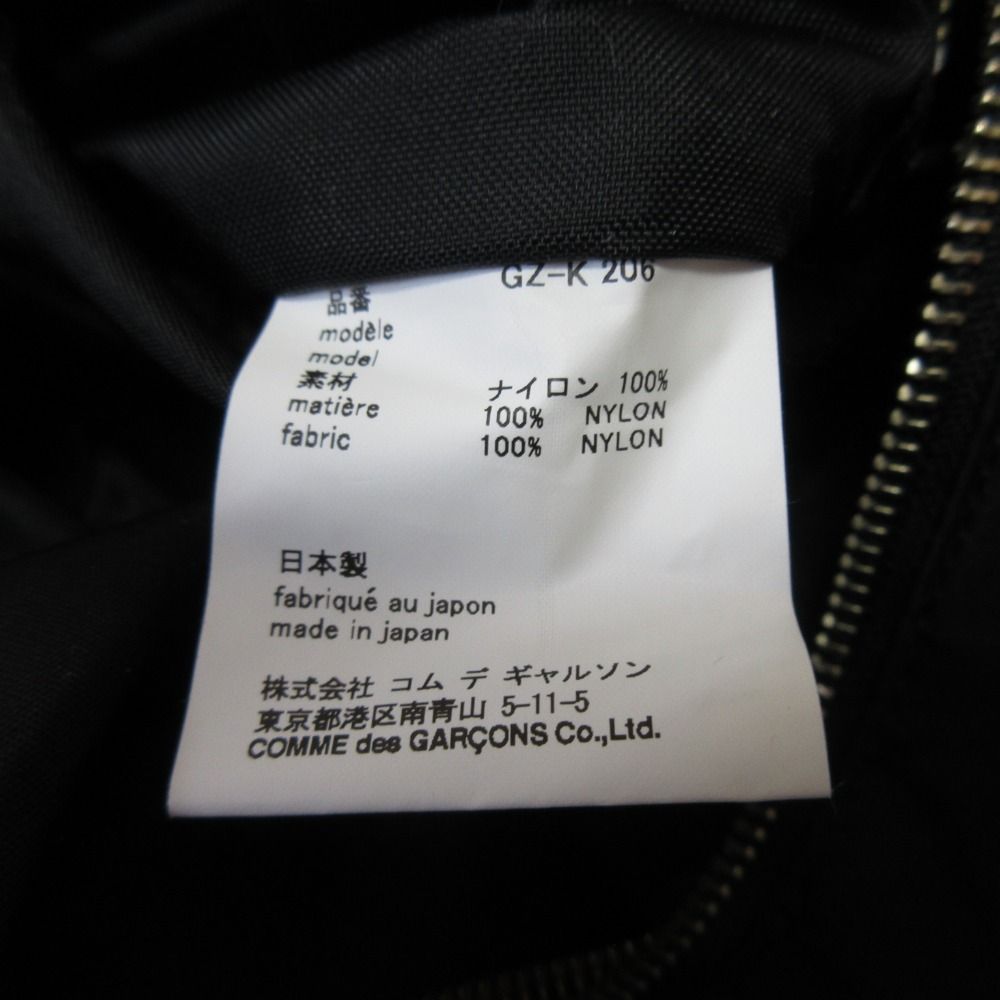 品番 GZ-K 206
modèle
model
素材 ナイロン 100%
matière 100% NYLON
fabric 100% NYLON
日本製
fabriqué au japon
made in japan
株式会社 コム デ ギャルソン
東京都港区南青山 5-11-5
COMME des GARÇONS Co.,Ltd.